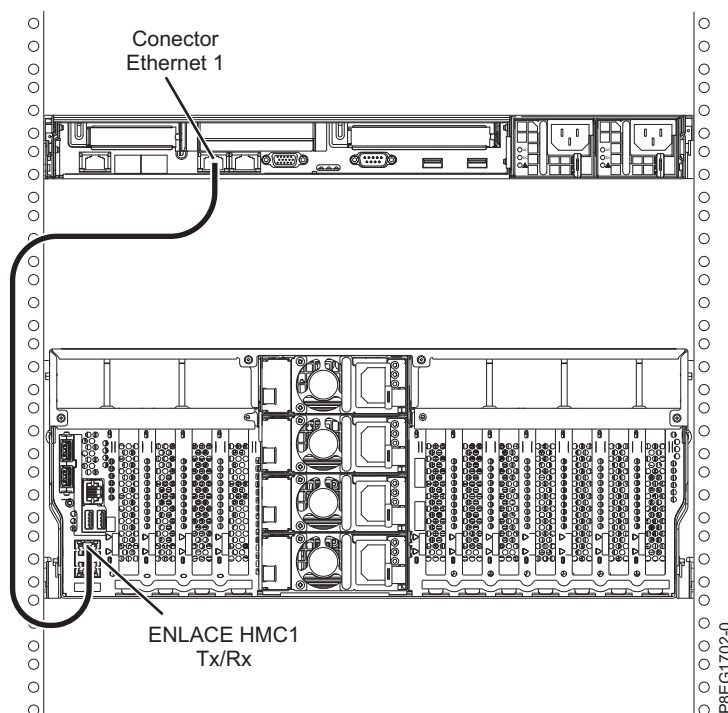 Conector
Ethernet 1
ENLACE HMC1
Tx/Rx
P8EG1702-0